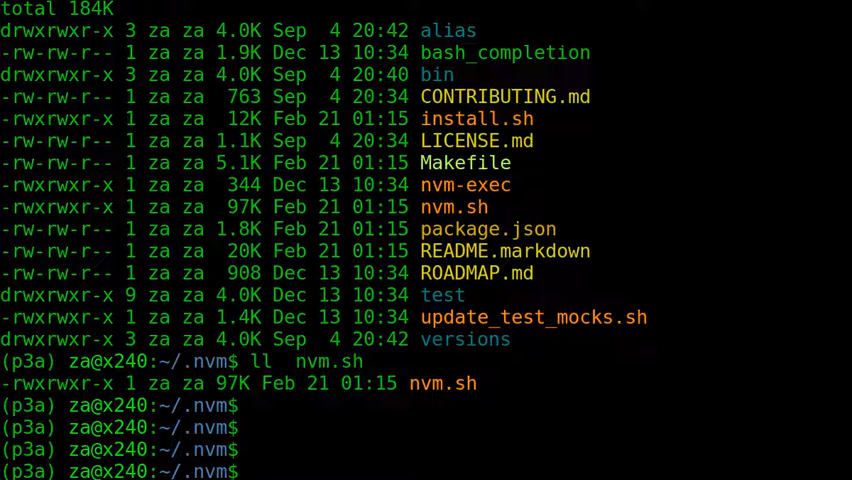 total 184K
drwxrwxr-x 3 za za 4.0K Sep  4 20:42 alias
-rw-rw-r-- 1 za za 1.9K Dec 13 10:34 bash_completion
drwxrwxr-x 3 za za 4.0K Sep  4 20:40 bin
-rw-rw-r-- 1 za za  763 Sep  4 20:34 CONTRIBUTING.md
-rwxrwxr-x 1 za za  12K Feb 21 01:15 install.sh
-rw-rw-r-- 1 za za 1.1K Sep  4 20:34 LICENSE.md
-rw-rw-r-- 1 za za 5.1K Feb 21 01:15 Makefile
-rwxrwxr-x 1 za za  344 Dec 13 10:34 nvm-exec
-rwxrwxr-x 1 za za  97K Feb 21 01:15 nvm.sh
-rw-rw-r-- 1 za za 1.8K Feb 21 01:15 package.json
-rw-rw-r-- 1 za za  20K Feb 21 01:15 README.markdown
-rw-rw-r-- 1 za za  908 Dec 13 10:34 ROADMAP.md
drwxrwxr-x 9 za za 4.0K Dec 13 10:34 test
-rwxrwxr-x 1 za za 1.4K Dec 13 10:34 update_test_mocks.sh
drwxrwxr-x 3 za za 4.0K Sep  4 20:42 versions
(p3a) za@x240:~/.nvm$ ll  nvm.sh
-rwxrwxr-x 1 za za 97K Feb 21 01:15 nvm.sh
(p3a) za@x240:~/.nvm$
(p3a) za@x240:~/.nvm$
(p3a) za@x240:~/.nvm$
(p3a) za@x240:~/.nvm$